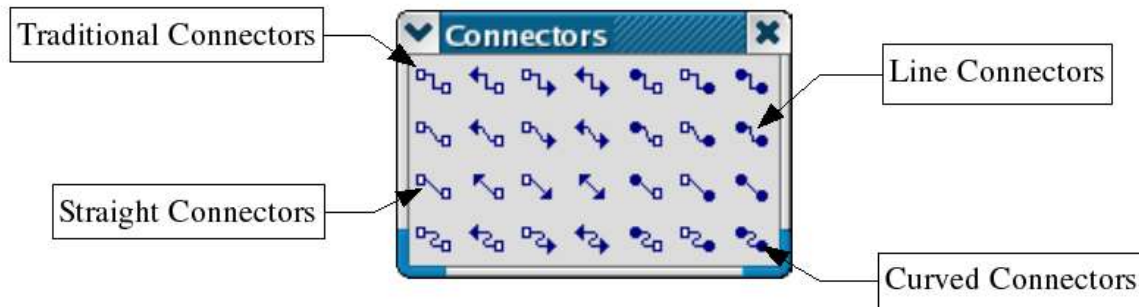 Traditional Connectors
Connectors
Line Connectors
Straight Connectors
Curved Connectors